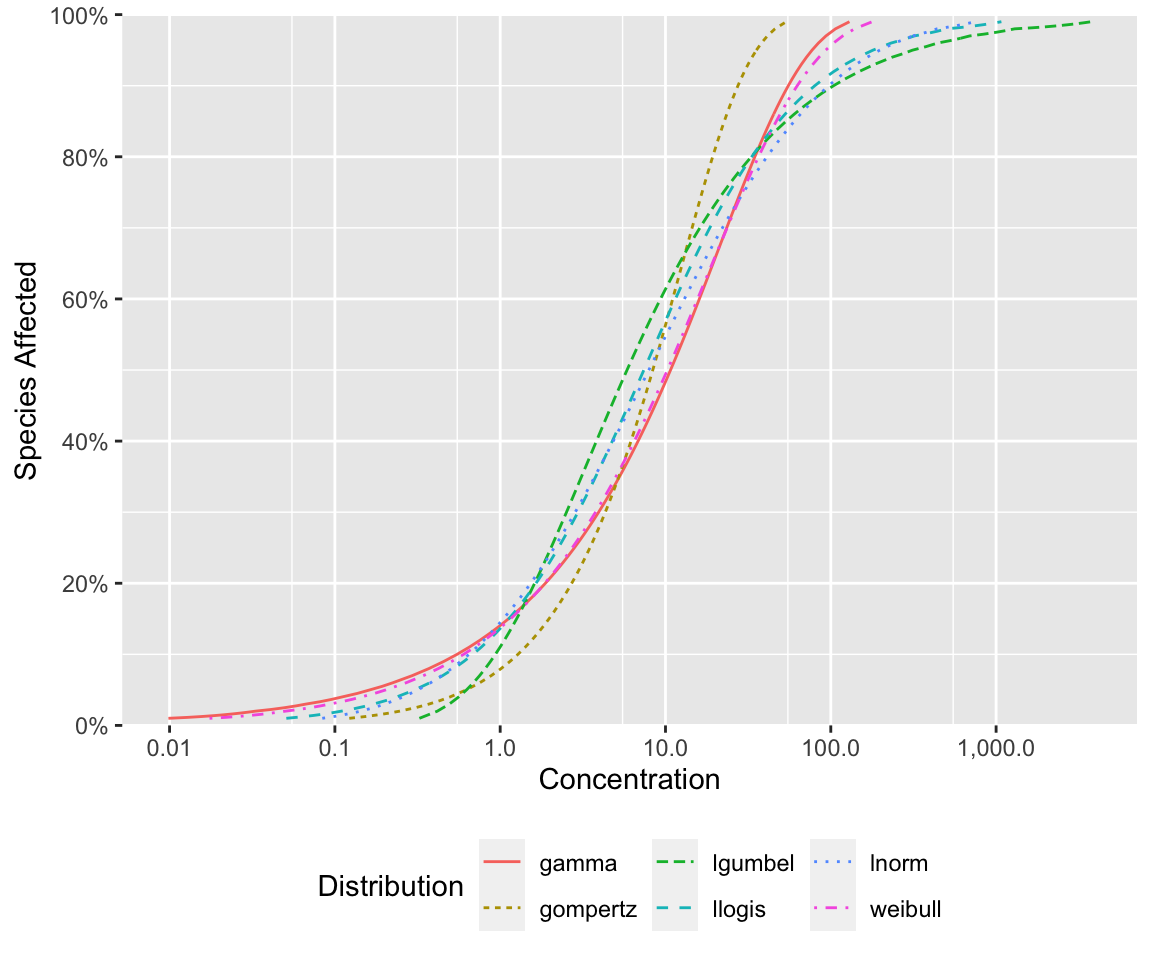 100%
80%
60%
40%
20%
0%
Species Affected
0.01 0.1 1.0 10.0 100.0 1,000.0
Concentration
Distribution
gamma lgumbel lnorm
gompertz llogis weibull